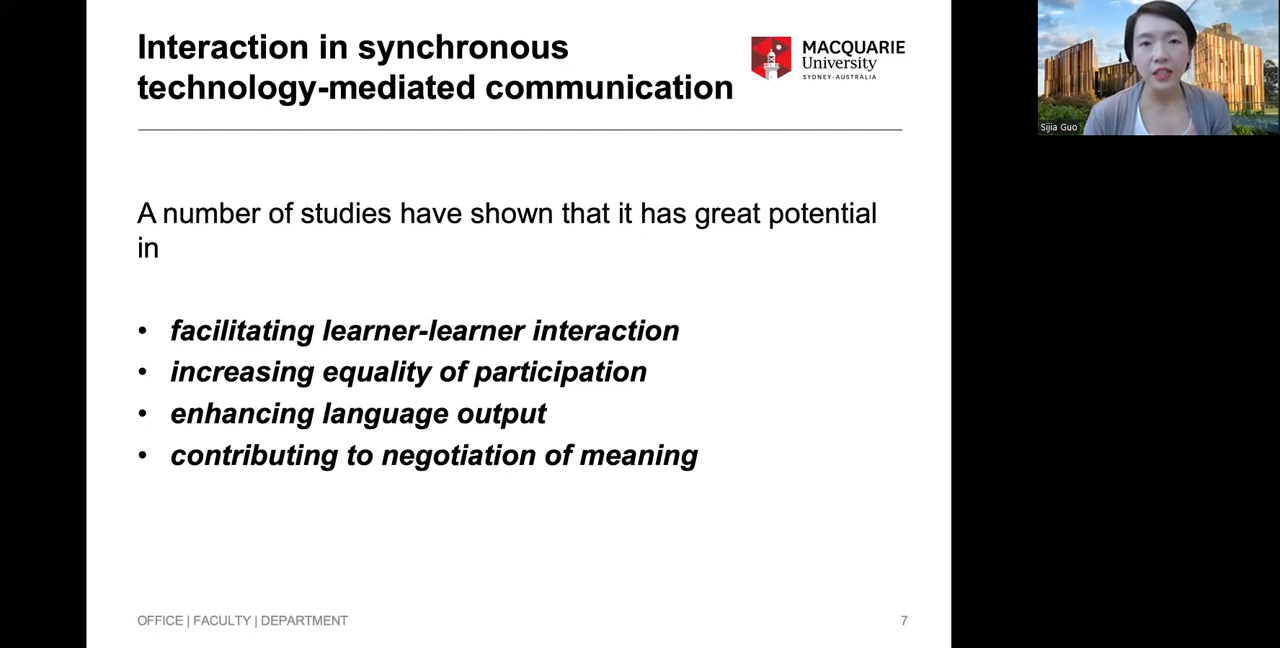 Interaction in synchronous
technology-mediated communication
MACQUARIE
University
SYDNEY·AUSTRALIA
Sijia Guo
A number of studies have shown that it has great potential
in
• facilitating learner-learner interaction
• increasing equality of participation
• enhancing language output
• contributing to negotiation of meaning
OFFICE | FACULTY | DEPARTMENT
7